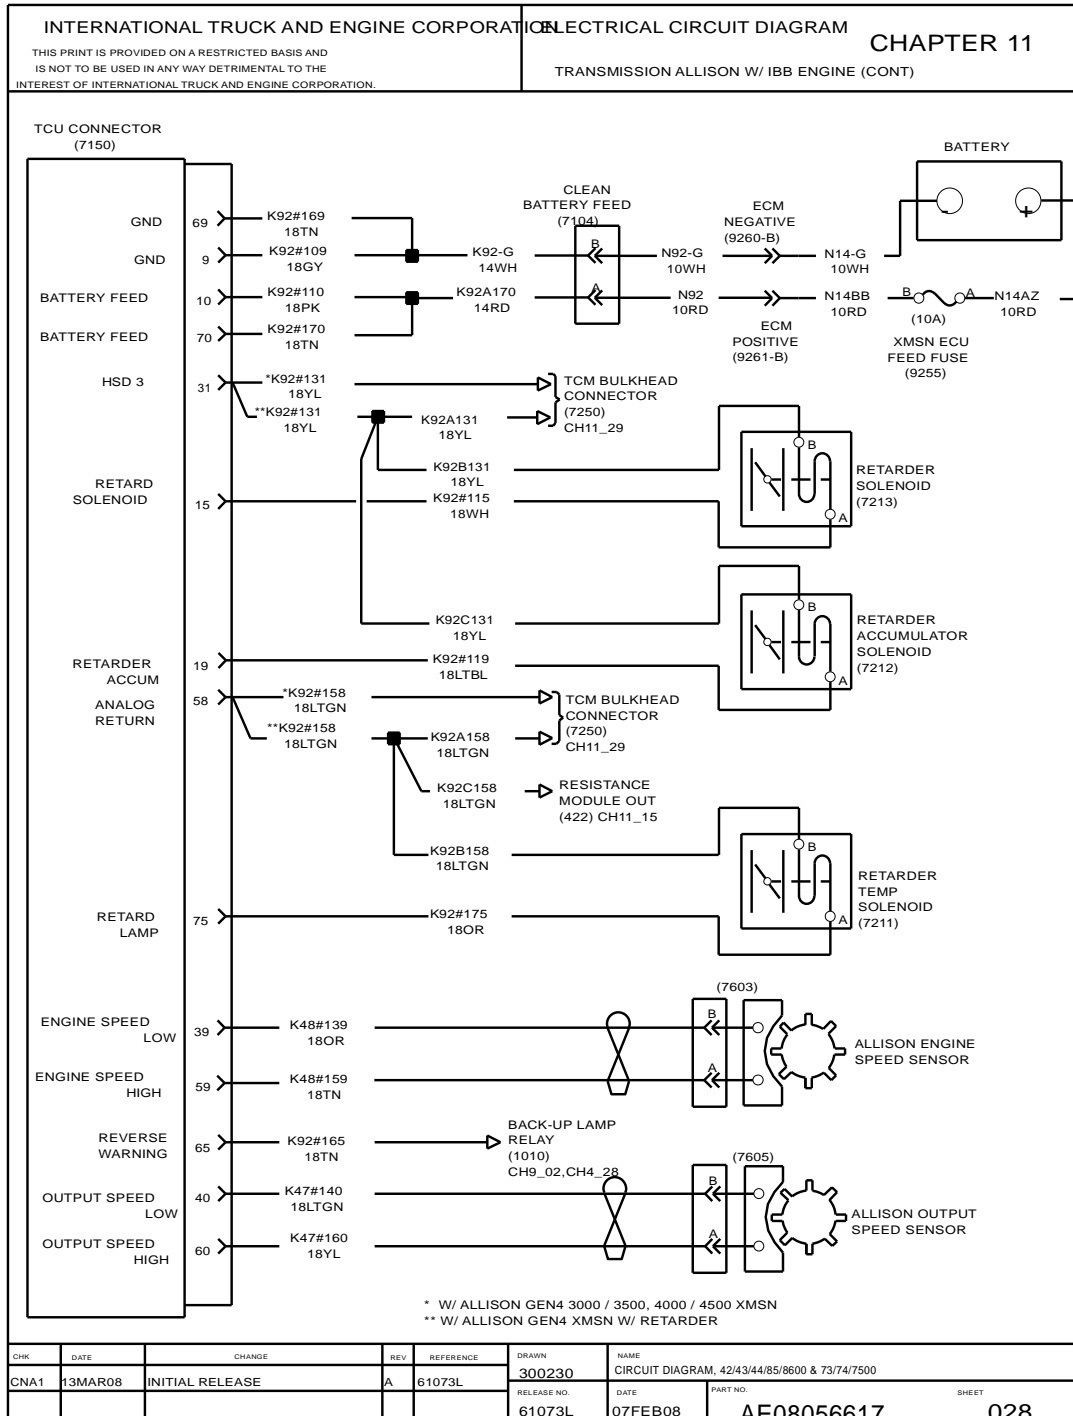 INTERNATIONAL TRUCK AND ENGINE CORPORATION
ELECTRICAL CIRCUIT DIAGRAM
CHAPTER 11
THIS PRINT IS PROVIDED ON A RESTRICTED BASIS AND
IS NOT TO BE USED IN ANY WAY DETRIMENTAL TO THE
INTEREST OF INTERNATIONAL TRUCK AND ENGINE CORPORATION.
TRANSMISSION ALLISON W/ IBB ENGINE (CONT)
TCU CONNECTOR
(7150)
BATTERY
-
+
CLEAN
BATTERY FEED
(7104)
ECM
NEGATIVE
(9260-B)
GND
69
K92#169
18TN
GND
9
K92#109
18GY
K92-G
14WH
B
N92-G
10WH
N14-G
10WH
BATTERY FEED
10
K92#110
18PK
K92A170
14RD
A
N92
10RD
N14BB
10RD
B
A
(10A)
N14AZ
10RD
BATTERY FEED
70
K92#170
18TN
ECM
POSITIVE
(9261-B)
XMSN ECU
FEED FUSE
(9255)
HSD 3
31
*K92#131
18YL
**K92#131
18YL
K92A131
18YL
TCM BULKHEAD
CONNECTOR
(7250)
CH11_29
K92B131
18YL
RETARD
SOLENOID
15
K92#115
18WH
B
A
RETARDER
SOLENOID
(7213)
K92C131
18YL
B
A
RETARDER
ACCUMULATOR
SOLENOID
(7212)
RETARDER
ACCUM
19
K92#119
18LTBL
ANALOG
RETURN
58
*K92#158
18LTGN
**K92#158
18LTGN
K92A158
18LTGN
TCM BULKHEAD
CONNECTOR
(7250)
CH11_29
K92C158
18LTGN
RESISTANCE
MODULE OUT
(422) CH11_15
K92B158
18LTGN
B
A
RETARDER
TEMP
SOLENOID
(7211)
RETARD
LAMP
75
K92#175
18OR
(7603)
ENGINE SPEED
LOW
39
K48#139
18OR
B
ALLISON ENGINE
SPEED SENSOR
ENGINE SPEED
HIGH
59
K48#159
18TN
A
REVERSE
WARNING
65
K92#165
18TN
BACK-UP LAMP
RELAY
(1010)
CH9_02,CH4_28
(7605)
OUTPUT SPEED
LOW
40
K47#140
18LTGN
B
ALLISON OUTPUT
SPEED SENSOR
OUTPUT SPEED
HIGH
60
K47#160
18YL
A
* W/ ALLISON GEN4 3000 / 3500, 4000 / 4500 XMSN
** W/ ALLISON GEN4 XMSN W/ RETARDER
CHK DATE CHANGE REV REFERENCE
CNA1 13MAR08 INITIAL RELEASE A 61073L
DRAWN
300230
NAME
CIRCUIT DIAGRAM, 42/43/44/85/8600 & 73/74/7500
RELEASE NO.
61073L
DATE
07FEB08
PART NO.
AE08056617
SHEET
028